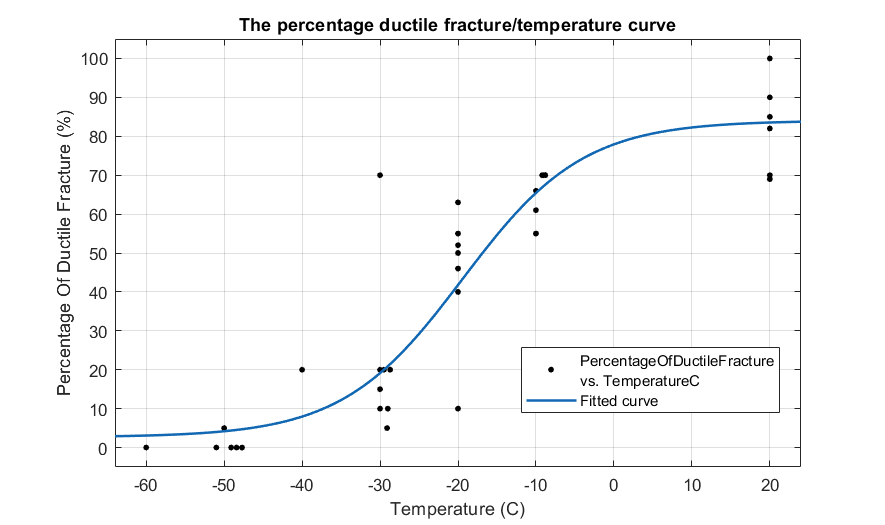 The percentage ductile fracture/temperature curve
Percentage Of Ductile Fracture (%)
100
90
80
70
60
50
40
30
20
10
0
PercentageOfDuctileFracture
vs. TemperatureC
Fitted curve
-60 -50 -40 -30 -20 -10 0 10 20
Temperature (C)